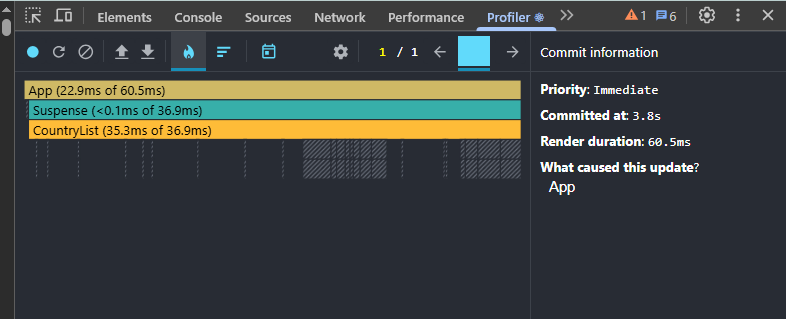 Elements Console Sources Network Performance Profiler 1 6
1 / 1
Commit information
App (22.9ms of 60.5ms)
Suspense (<0.1ms of 36.9ms)
CountryList (35.3ms of 36.9ms)
Priority: Immediate
Committed at: 3.8s
Render duration: 60.5ms
What caused this update?
App